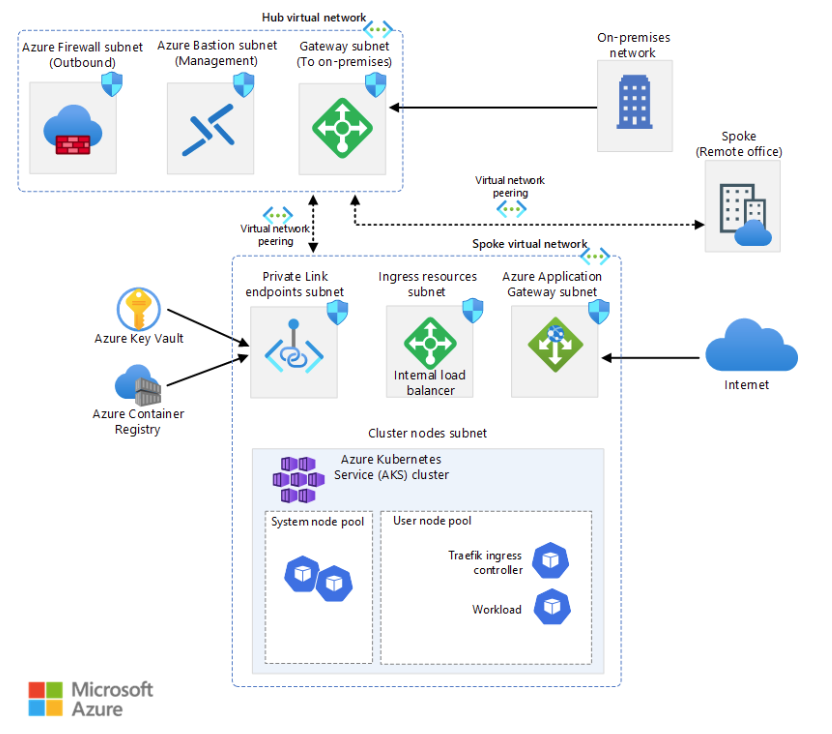 Hub virtual network
Azure Firewall subnet
(Outbound)
Azure Bastion subnet
(Management)
Gateway subnet
(To on-premises)
On-premises
network
Spoke
(Remote office)
Virtual network
peering
Virtual network
peering
Spoke virtual network
Private Link
endpoints subnet
Ingress resources
subnet
Azure Application
Gateway subnet
Azure Key Vault
Internal load
balancer
Internet
Azure Container
Registry
Cluster nodes subnet
Azure Kubernetes
Service (AKS) cluster
System node pool
User node pool
Traefik ingress
controller
Workload
Microsoft
Azure